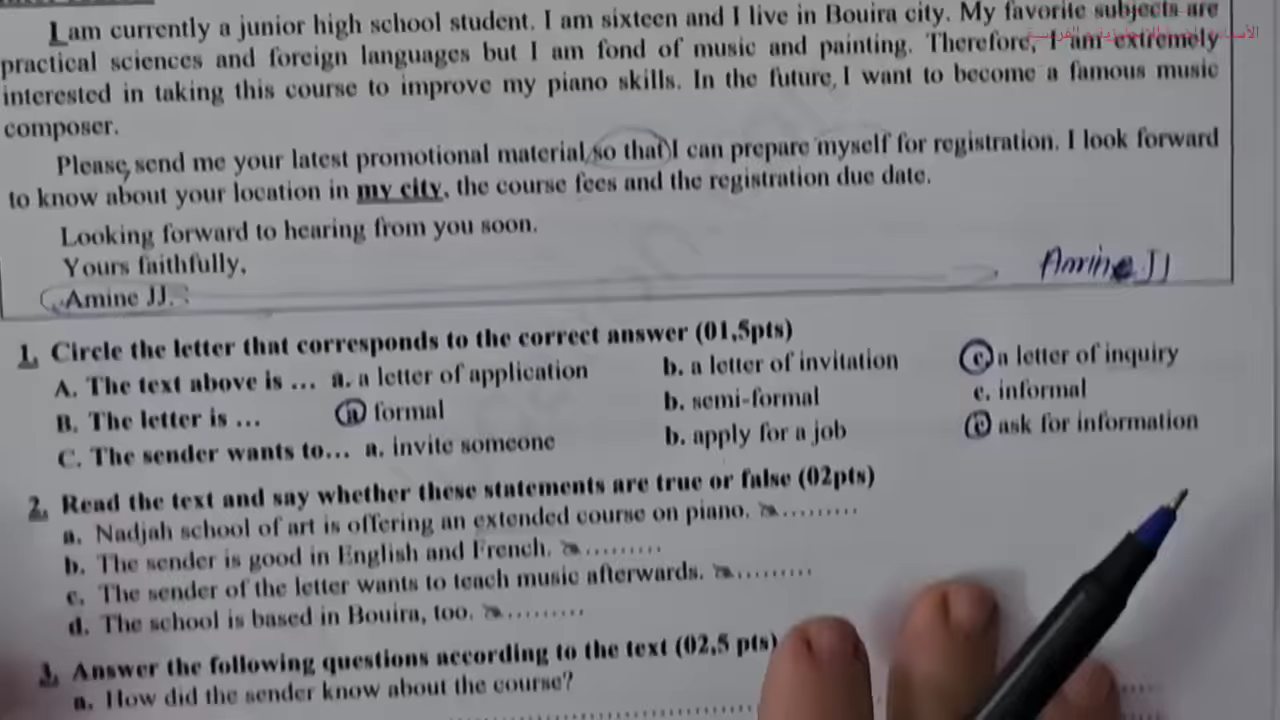 I am currently a junior high school student. I am sixteen and I live in Bouira city. My favorite subjects are
practical sciences and foreign languages but I am fond of music and painting. Therefore, I am extremely
interested in taking this course to improve my piano skills. In the future, I want to become a famous music
composer.
Please, send me your latest promotional material so that I can prepare myself for registration. I look forward
to know about your location in my city, the course fees and the registration due date.
Looking forward to hearing from you soon.
Yours faithfully,
Amine JJ.
Amine JJ
1. Circle the letter that corresponds to the correct answer (01,5pts)
A. The text above is ... a. a letter of application b. a letter of invitation c. a letter of inquiry
B. The letter is ... a formal b. semi-formal c. informal
C. The sender wants to... a. invite someone b. apply for a job c ask for information
2. Read the text and say whether these statements are true or false (02pts)
a. Nadjah school of art is offering an extended course on piano. .........
b. The sender is good in English and French. .........
c. The sender of the letter wants to teach music afterwards. .........
d. The school is based in Bouira, too. .........
3. Answer the following questions according to the text (02,5 pts)
a. How did the sender know about the course?